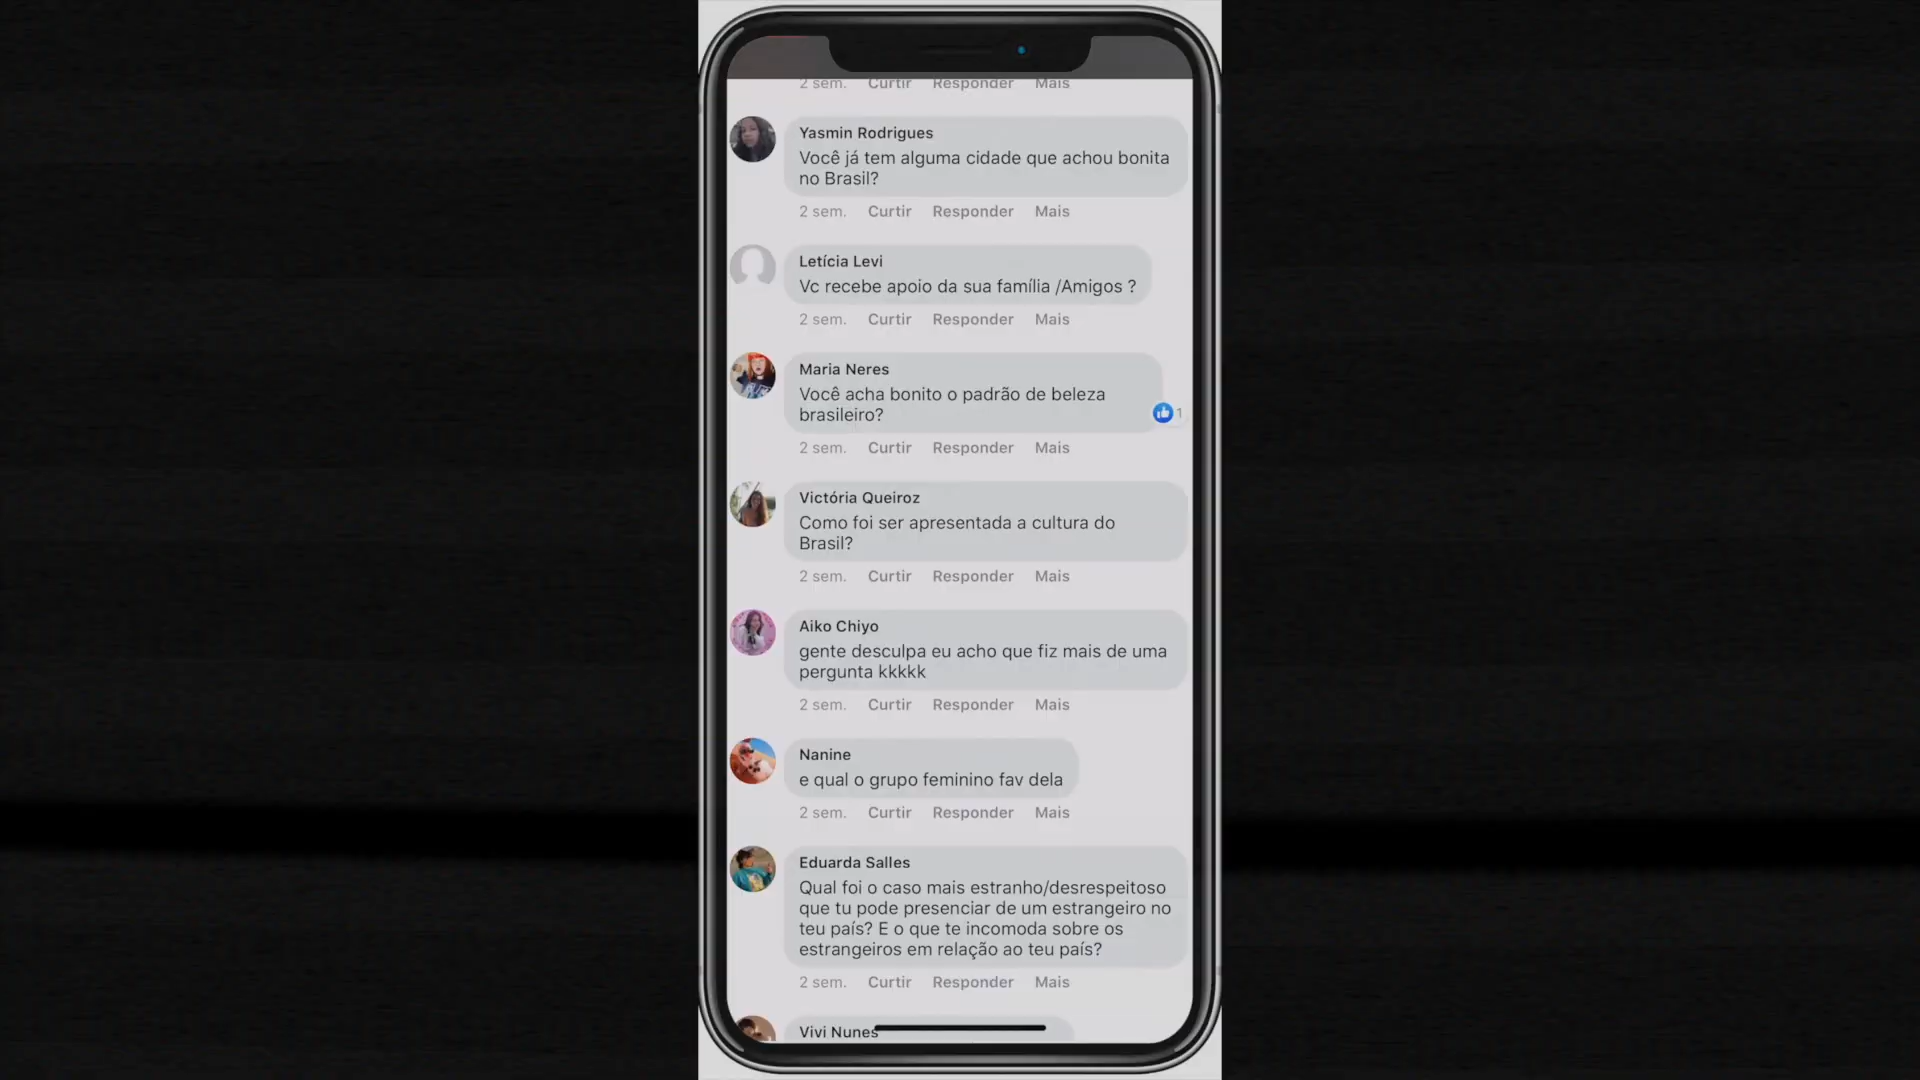 2 sem. Curtir Responder Mais
Yasmin Rodrigues
Você já tem alguma cidade que achou bonita
no Brasil?
2 sem. Curtir Responder Mais
Letícia Levi
Vc recebe apoio da sua família /Amigos ?
2 sem. Curtir Responder Mais
Maria Neres
Você acha bonito o padrão de beleza
brasileiro?
1
2 sem. Curtir Responder Mais
Victória Queiroz
Como foi ser apresentada a cultura do
Brasil?
2 sem. Curtir Responder Mais
Aiko Chiyo
gente desculpa eu acho que fiz mais de uma
pergunta kkkkk
2 sem. Curtir Responder Mais
Nanine
e qual o grupo feminino fav dela
2 sem. Curtir Responder Mais
Eduarda Salles
Qual foi o caso mais estranho/desrespeitoso
que tu pode presenciar de um estrangeiro no
teu país? E o que te incomoda sobre os
estrangeiros em relação ao teu país?
2 sem. Curtir Responder Mais
Vivi Nunes